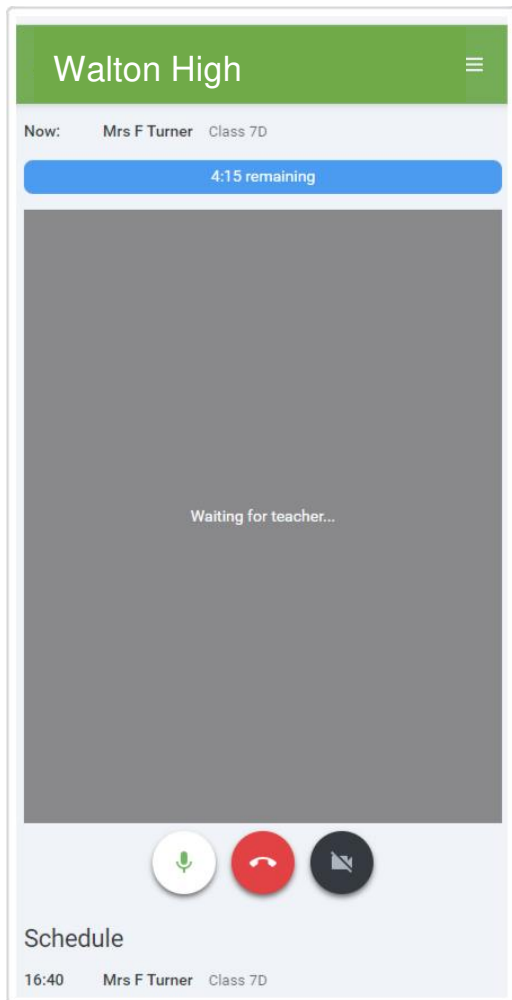 Walton High
Now: Mrs F Turner Class 7D
4:15 remaining
Waiting for teacher...
Schedule
16:40 Mrs F Turner Class 7D